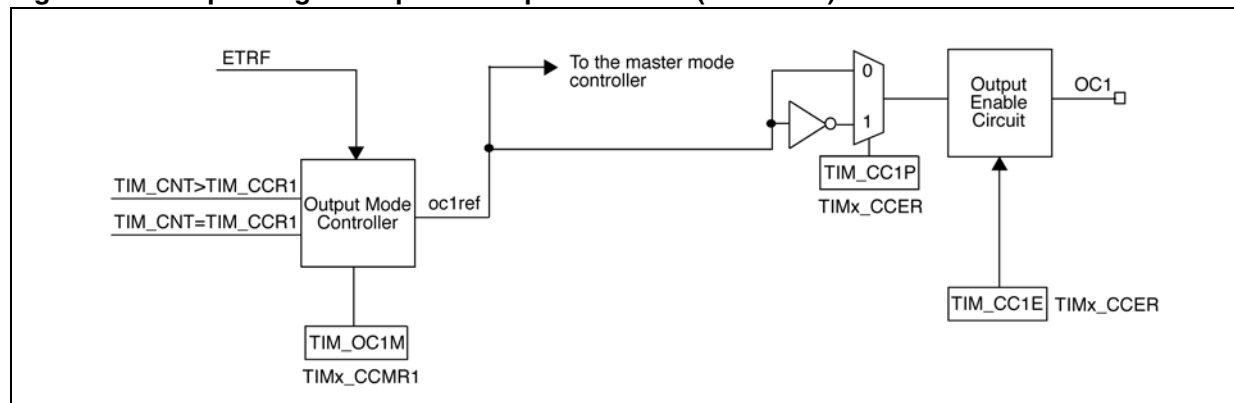 ETRF
To the master mode
controller
0
1
Output
Enable
Circuit
OC1
TIM_CNT>TIM_CCR1
TIM_CNT=TIM_CCR1
Output Mode
Controller
oc1ref
TIM_CC1P
TIMx_CCER
TIM_CC1E TIMx_CCER
TIM_OC1M
TIMx_CCMR1